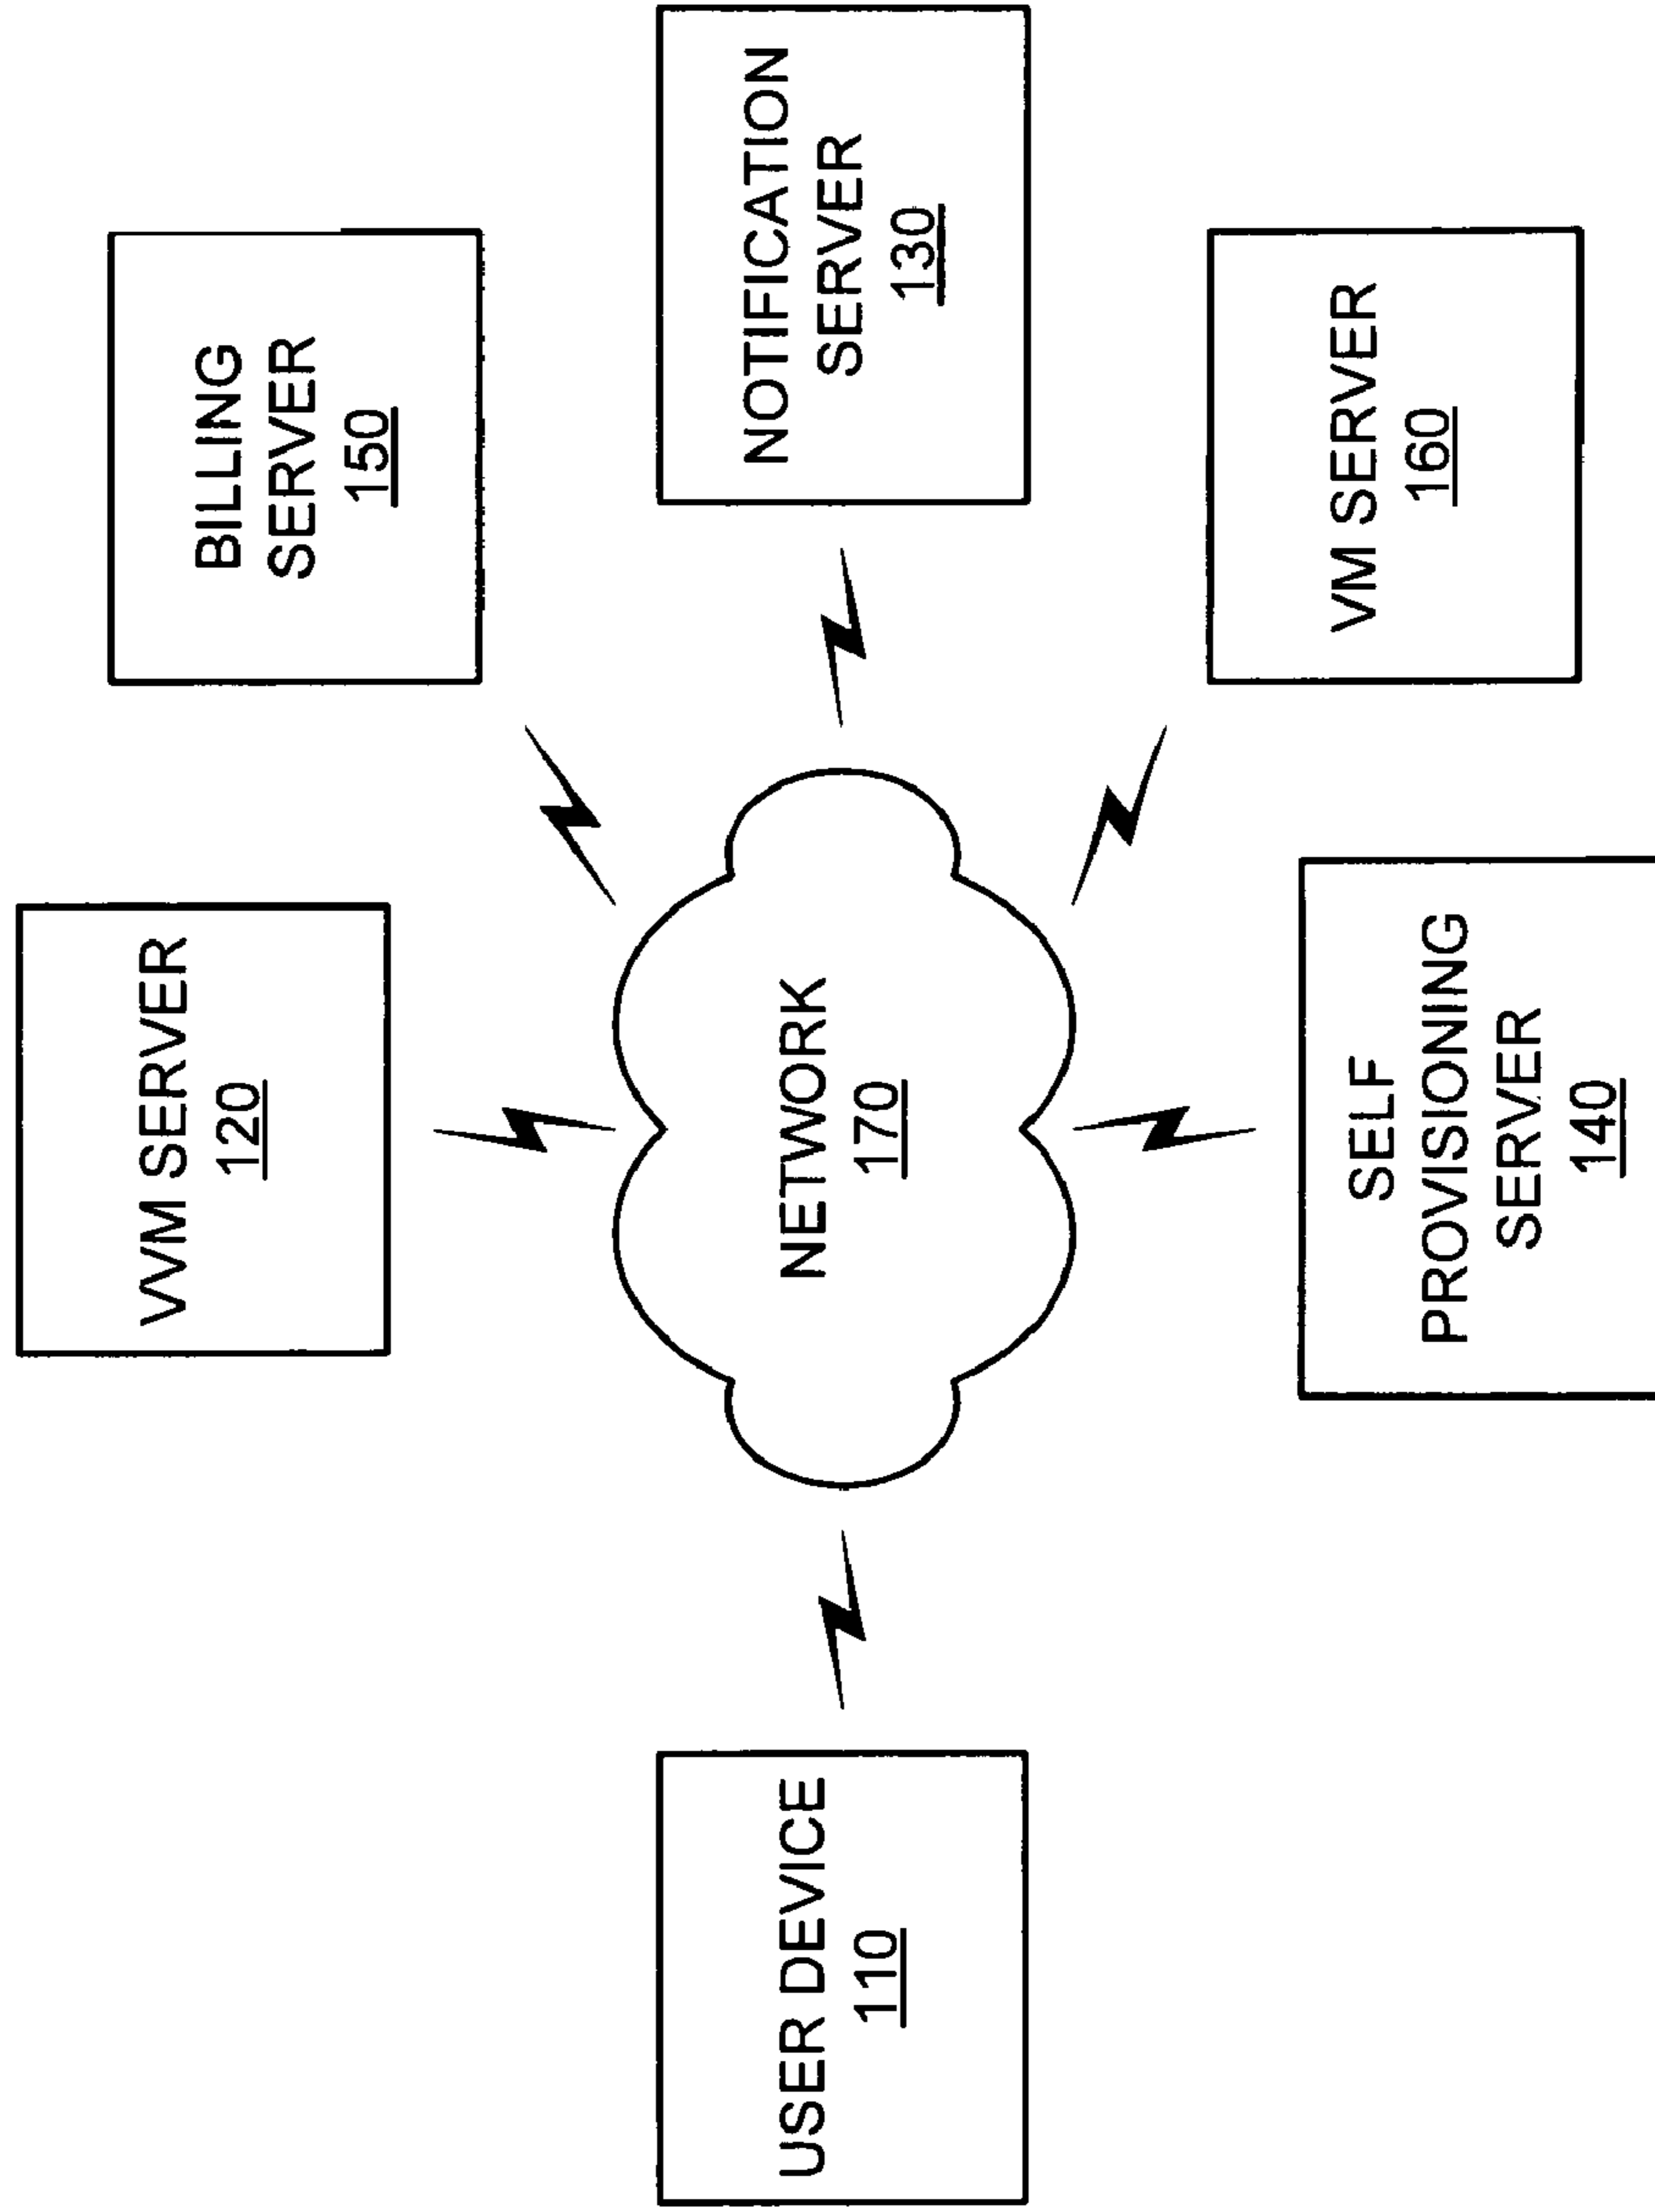 VVM SERVER
120
BILLING
SERVER
150
USER DEVICE
110
NETWORK
170
NOTIFICATION
SERVER
130
VM SERVER
160
SELF
PROVISIONING
SERVER
140